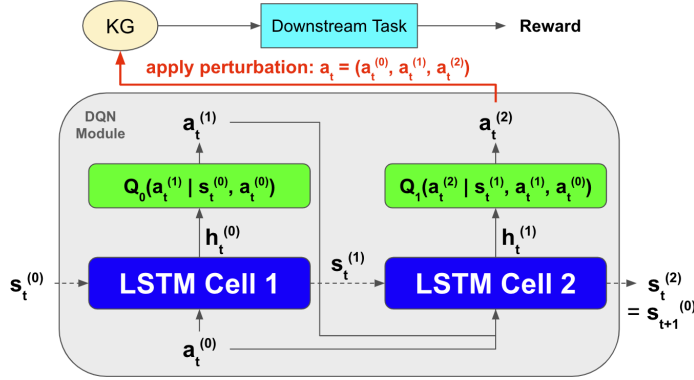 KG
Downstream Task
Reward
apply perturbation: a_t = (a_t^(0), a_t^(1), a_t^(2))
DQN
Module
a_t^(1)
a_t^(2)
Q_0(a_t^(1) | s_t^(0), a_t^(0))
Q_1(a_t^(2) | s_t^(1), a_t^(1), a_t^(0))
h_t^(0)
h_t^(1)
s_t^(0)
LSTM Cell 1
s_t^(1)
LSTM Cell 2
s_t^(2)
= s_{t+1}^(0)
a_t^(0)